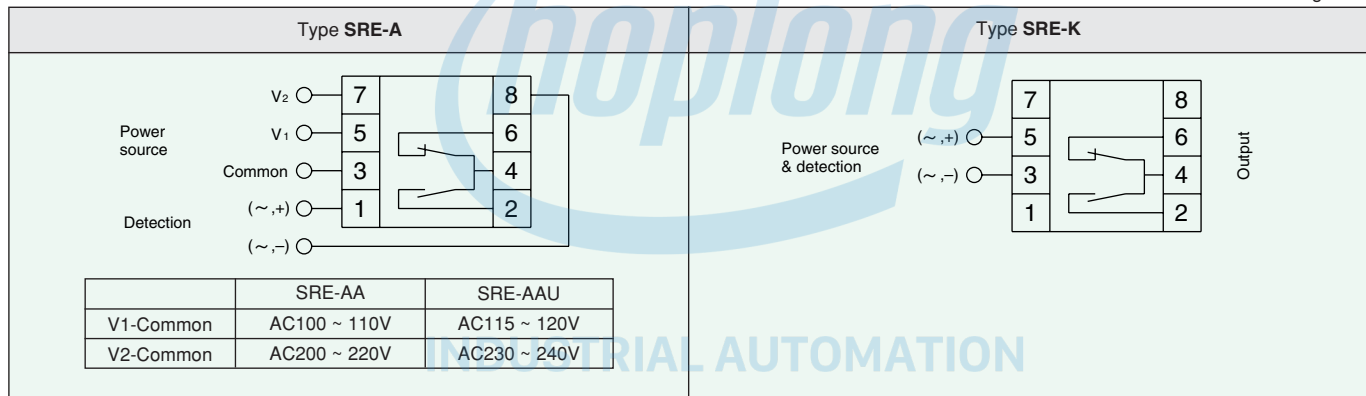 Type SRE-A
Type SRE-K
hoplong
V2 7 8
Power source V1 5 6
Common 3 4
Detection (~,+) 1 2
(~,–)
SRE-AA SRE-AAU
V1-Common AC100 ~ 110V AC115 ~ 120V
V2-Common AC200 ~ 220V AC230 ~ 240V
7 8
Power source
& detection
(~,+) 5 6
(~,–) 3 4
1 2
Output
INDUSTRIAL AUTOMATION